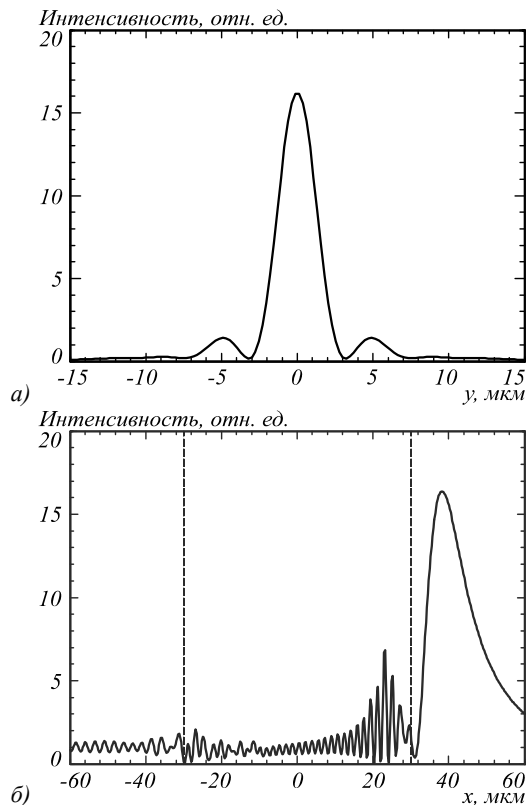 Интенсивность, отн. ед.
20
15
10
5
0
-15 -10 -5 0 5 10 15
а)
y, мкм
Интенсивность, отн. ед.
20
15
10
5
0
-60 -40 -20 0 20 40 60
б)
x, мкм